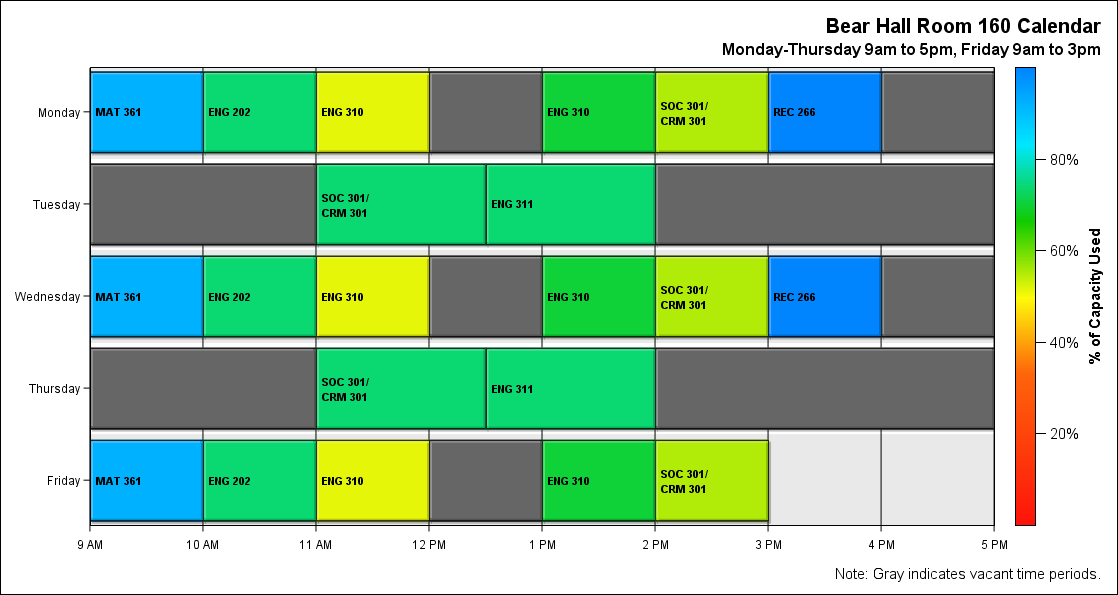 Bear Hall Room 160 Calendar
Monday-Thursday 9am to 5pm, Friday 9am to 3pm
Monday
MAT 361
ENG 202
ENG 310
ENG 310
SOC 301/
CRM 301
REC 266
Tuesday
SOC 301/
CRM 301
ENG 311
Wednesday
MAT 361
ENG 202
ENG 310
ENG 310
SOC 301/
CRM 301
REC 266
Thursday
SOC 301/
CRM 301
ENG 311
Friday
MAT 361
ENG 202
ENG 310
ENG 310
SOC 301/
CRM 301
9 AM
10 AM
11 AM
12 PM
1 PM
2 PM
3 PM
4 PM
5 PM
80%
60%
40%
20%
% of Capacity Used
Note: Gray indicates vacant time periods.